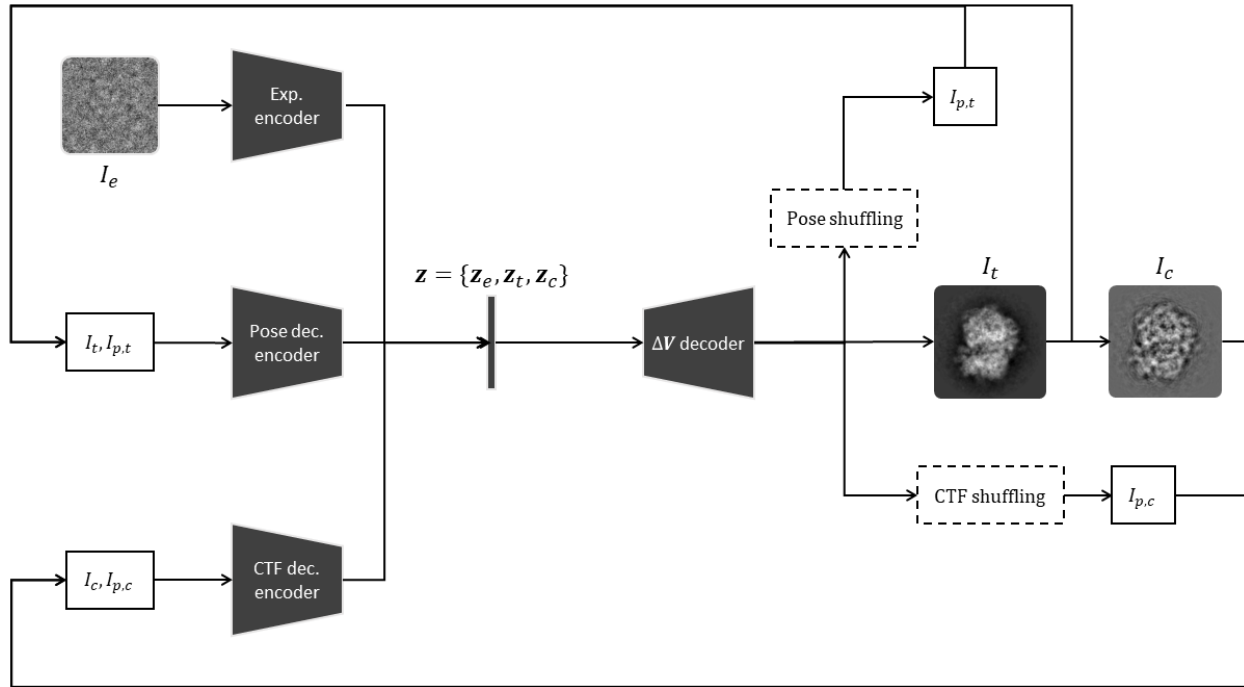 I_e
Exp.
encoder
I_{p,t}
Pose shuffling
z = {z_e, z_t, z_c}
I_t
I_c
I_t, I_{p,t}
Pose dec.
encoder
ΔV decoder
CTF shuffling
I_{p,c}
I_c, I_{p,c}
CTF dec.
encoder